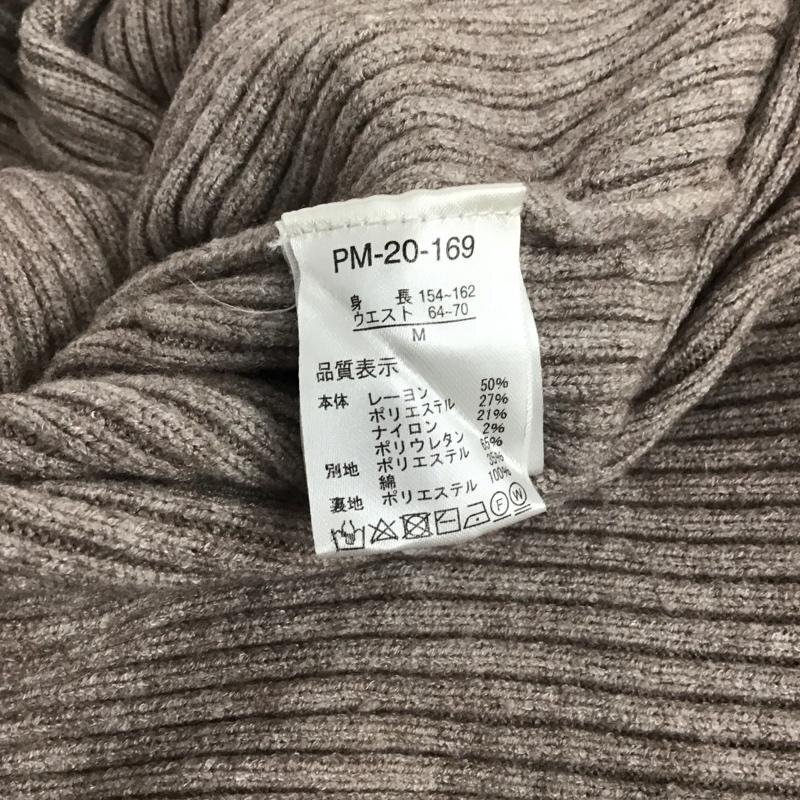 PM-20-169
身 長 154~162
ウエスト 64~70
M
品質表示
本体 レーヨン 50%
ポリエステル 27%
ナイロン 21%
ポリウレタン 2%
別地 ポリエステル 65%
綿 35%
裏地 ポリエステル 100%
F W